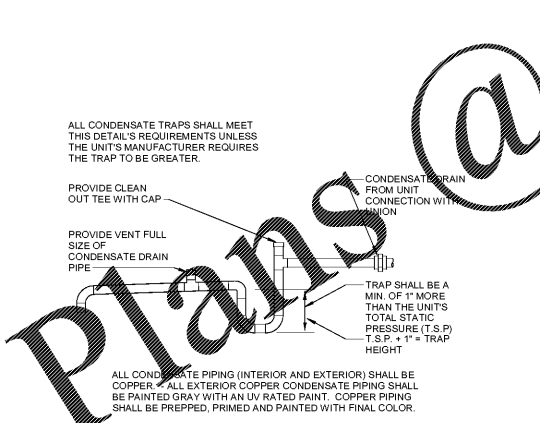 ALL CONDENSATE TRAPS SHALL MEET
THIS DETAIL'S REQUIREMENTS UNLESS
THE UNIT'S MANUFACTURER REQUIRES
THE TRAP TO BE GREATER.
PROVIDE CLEAN
OUT TEE WITH CAP
CONDENSATE DRAIN
FROM UNIT
CONNECTION WITH
UNION
PROVIDE VENT FULL
SIZE OF
CONDENSATE DRAIN
PIPE
TRAP SHALL BE A
MIN. OF 1" MORE
THAN THE UNIT'S
TOTAL STATIC
PRESSURE (T.S.P)
T.S.P. + 1" = TRAP
HEIGHT
ALL CONDENSATE PIPING (INTERIOR AND EXTERIOR) SHALL BE
COPPER. - ALL EXTERIOR COPPER CONDENSATE PIPING SHALL
BE PAINTED GRAY WITH AN UV RATED PAINT. COPPER PIPING
SHALL BE PREPPED, PRIMED AND PAINTED WITH FINAL COLOR.
Plans @